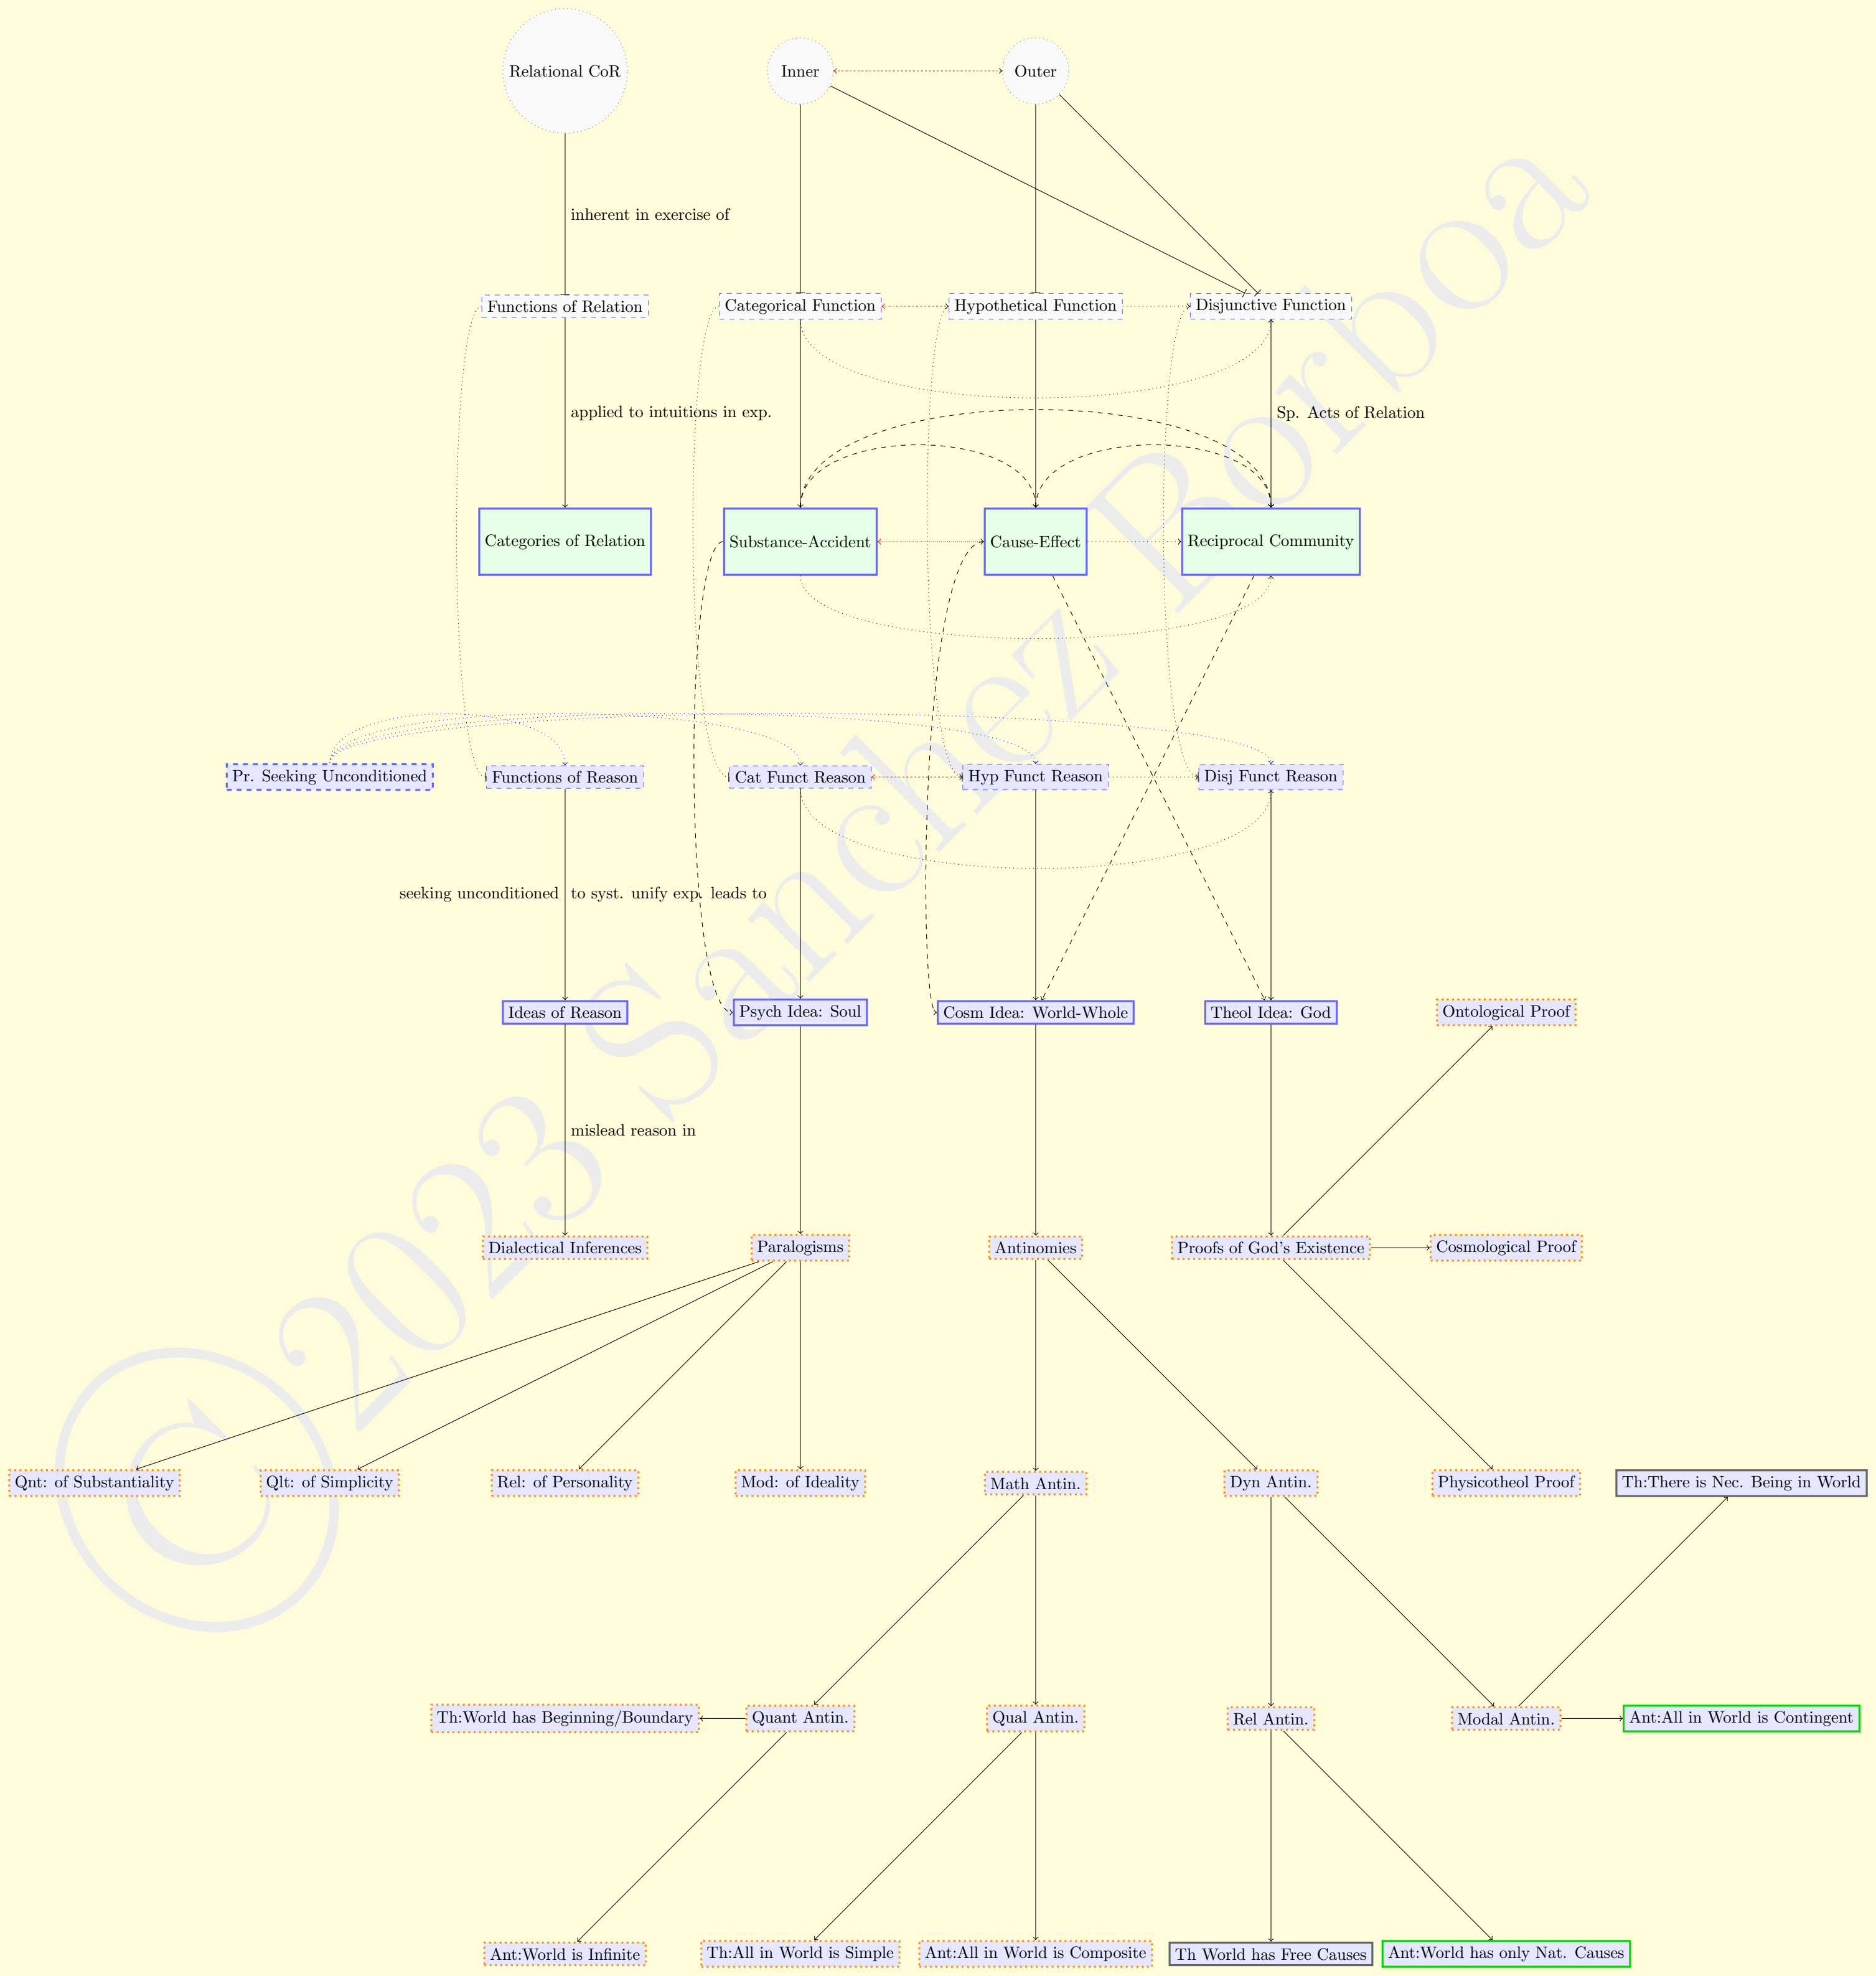 Relational CoR
Inner
Outer
inherent in exercise of
Functions of Relation
Categorical Function
Hypothetical Function
Disjunctive Function
applied to intuitions in exp.
Sp. Acts of Relation
Categories of Relation
Substance-Accident
Cause-Effect
Reciprocal Community
Pr. Seeking Unconditioned
Functions of Reason
Cat Funct Reason
Hyp Funct Reason
Disj Funct Reason
seeking unconditioned
to syst. unify exp. leads to
Ideas of Reason
Psych Idea: Soul
Cosm Idea: World-Whole
Theol Idea: God
Ontological Proof
mislead reason in
Dialectical Inferences
Paralogisms
Antinomies
Proofs of God's Existence
Cosmological Proof
Qnt: of Substantiality
Qlt: of Simplicity
Rel: of Personality
Mod: of Ideality
Math Antin.
Dyn Antin.
Physicotheol Proof
Th:There is Nec. Being in World
Th:World has Beginning/Boundary
Quant Antin.
Qual Antin.
Rel Antin.
Modal Antin.
Ant:All in World is Contingent
Ant:World is Infinite
Th:All in World is Simple
Ant:All in World is Composite
Th World has Free Causes
Ant:World has only Nat. Causes
© 2023 Sanchez Borboa